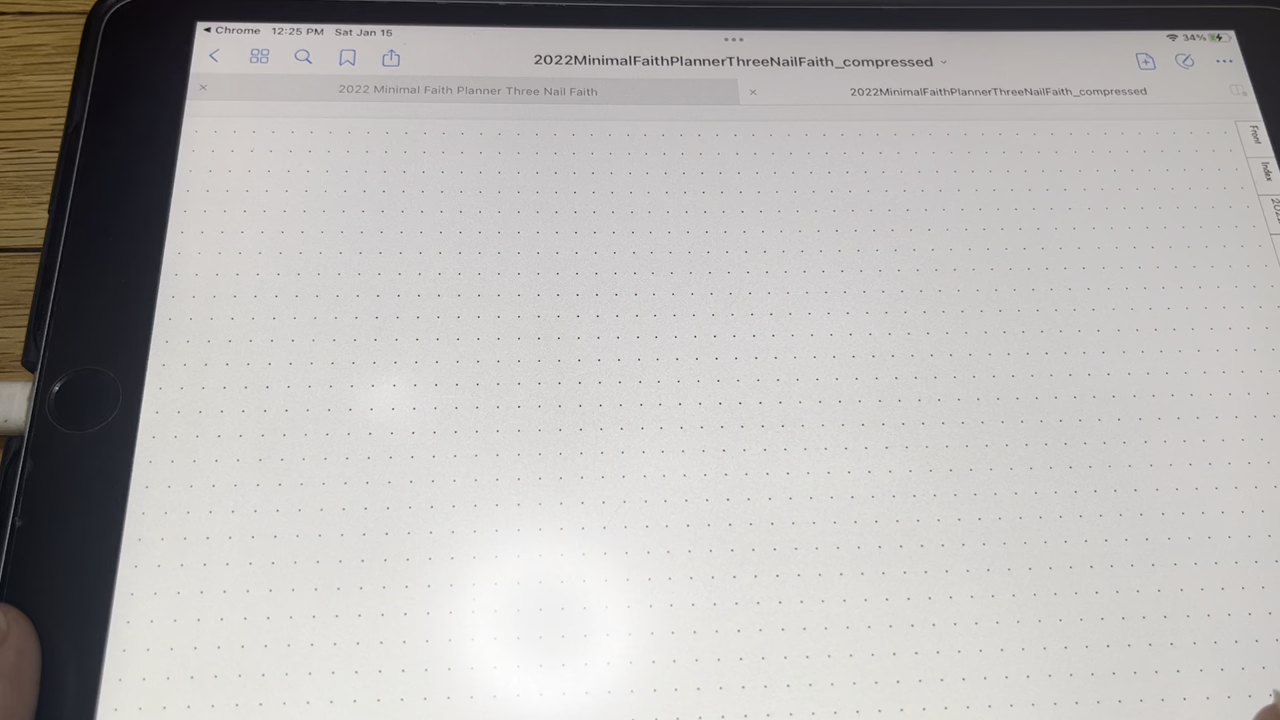 ◀ Chrome 12:25 PM Sat Jan 15
34%
2022MinimalFaithPlannerThreeNailFaith_compressed
2022 Minimal Faith Planner Three Nail Faith
2022MinimalFaithPlannerThreeNailFaith_compressed
Front
Index